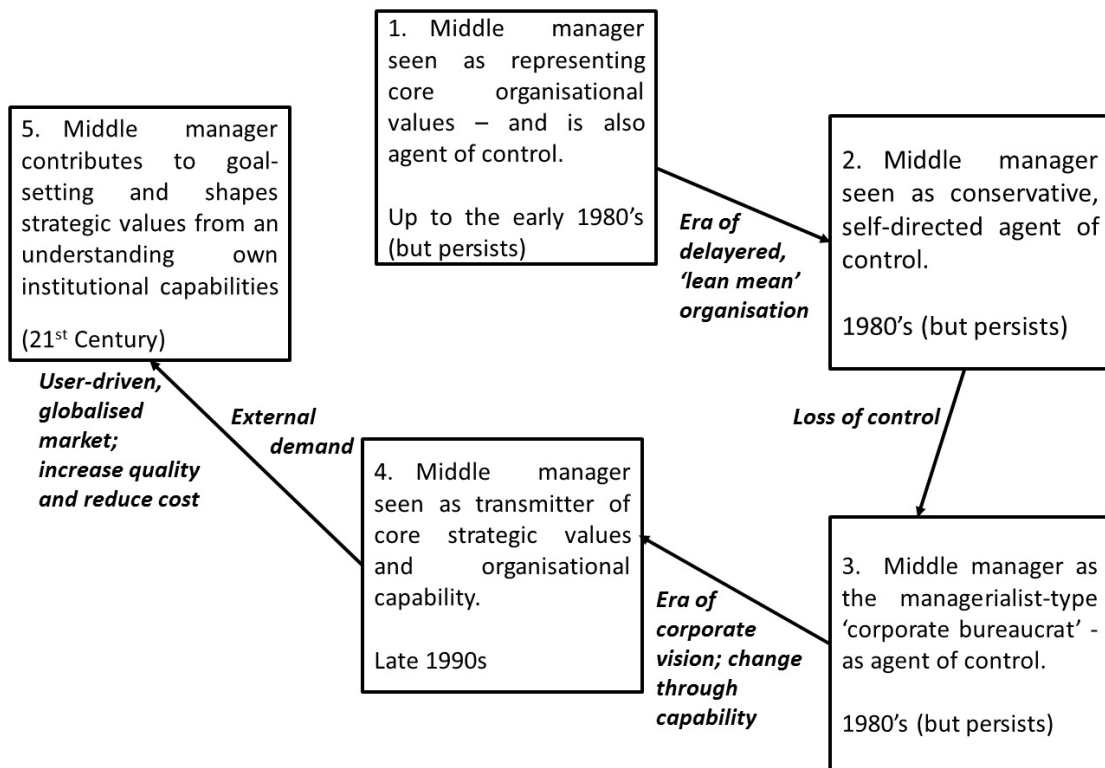 1. Middle manager
seen as representing
core organisational
values – and is also
agent of control.
Up to the early 1980’s
(but persists)
Era of
delayered,
‘lean mean’
organisation
2. Middle manager
seen as conservative,
self-directed agent of
control.
1980’s (but persists)
Loss of control
3. Middle manager as
the managerialist-type
‘corporate bureaucrat’ -
as agent of control.
1980’s (but persists)
Era of
corporate
vision; change
through
capability
4. Middle manager
seen as transmitter of
core strategic values
and organisational
capability.
Late 1990s
External
demand
User-driven,
globalised
market;
increase quality
and reduce cost
5. Middle manager
contributes to goal-
setting and shapes
strategic values from an
understanding own
institutional capabilities
(21st Century)